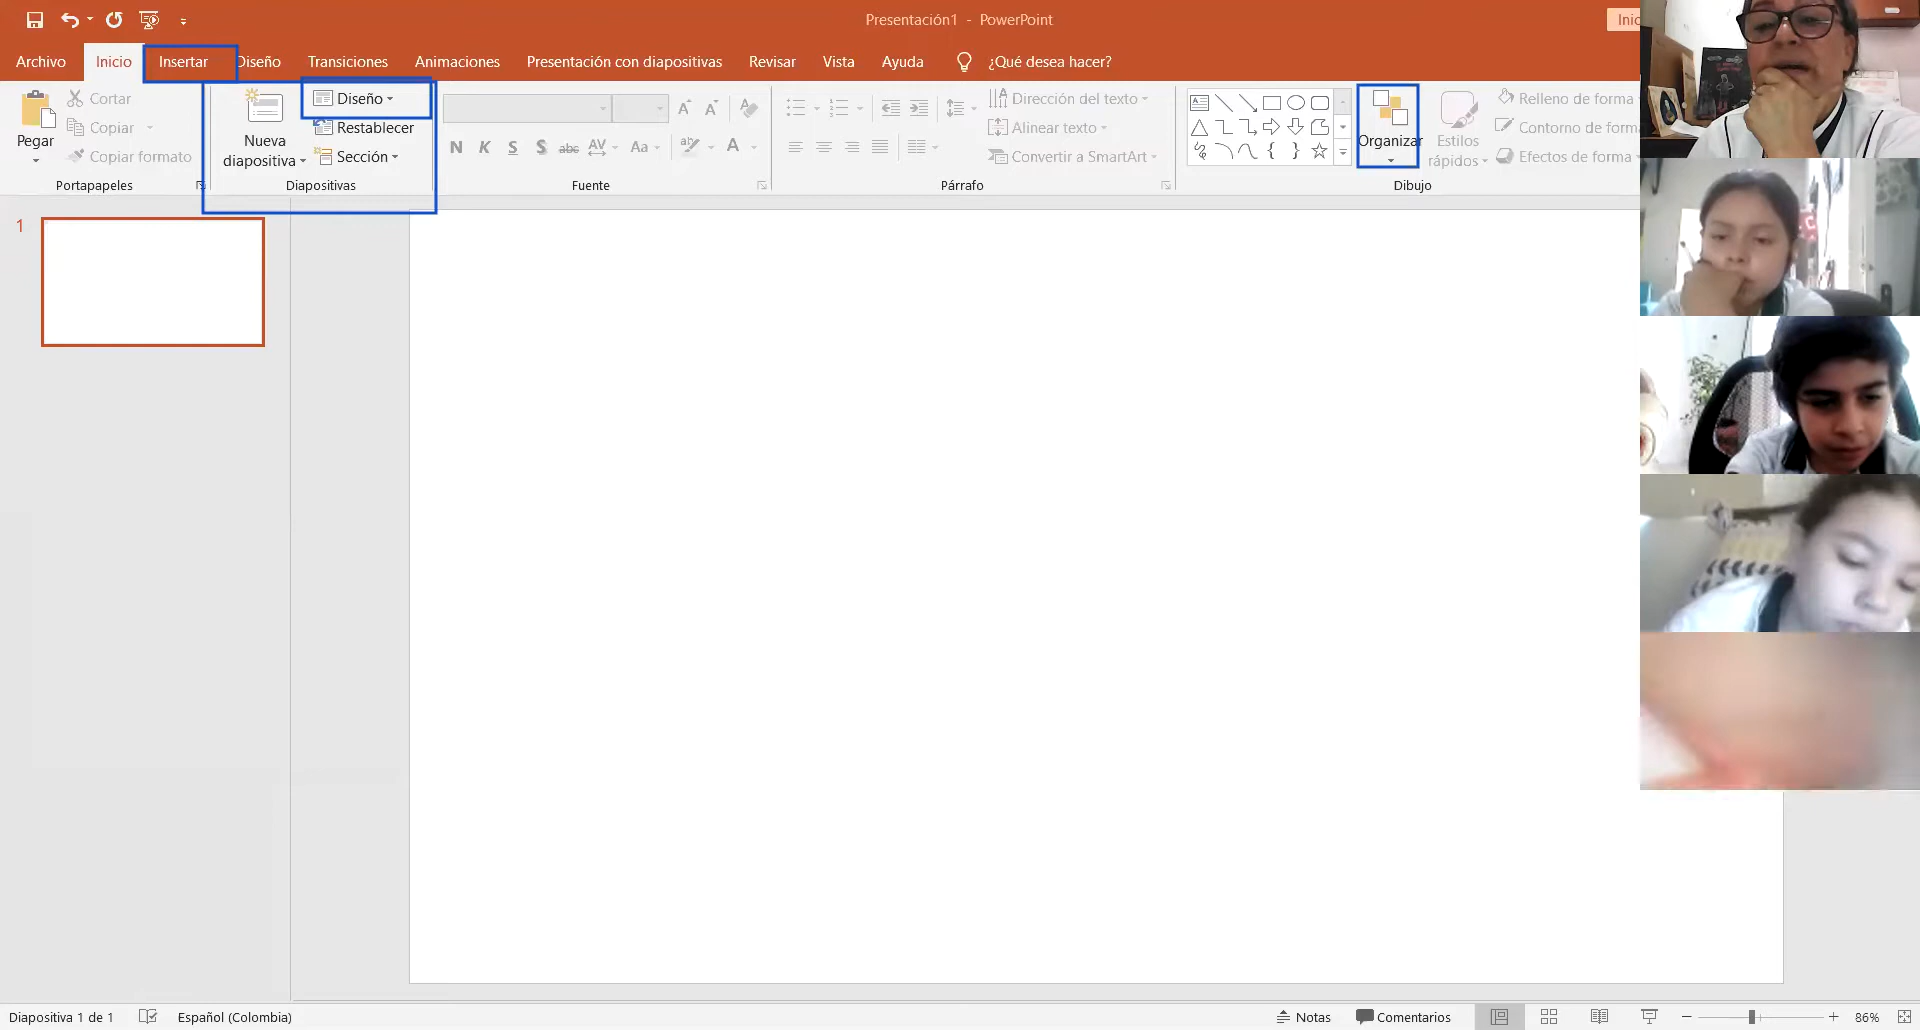 Presentación1 - PowerPoint
Inic
Archivo Inicio Insertar Diseño Transiciones Animaciones Presentación con diapositivas Revisar Vista Ayuda ¿Qué desea hacer?
Pegar
Cortar
Copiar
Copiar formato
Portapapeles
Nueva
diapositiva
Diseño
Restablecer
Sección
Diapositivas
N K S S abc AV Aa A
Fuente
Dirección del texto
Alinear texto
Convertir a SmartArt
Párrafo
Organizar
Estilos
rápidos
Relleno de forma
Contorno de forma
Efectos de forma
Dibujo
1
Diapositiva 1 de 1 Español (Colombia) Notas Comentarios 86%